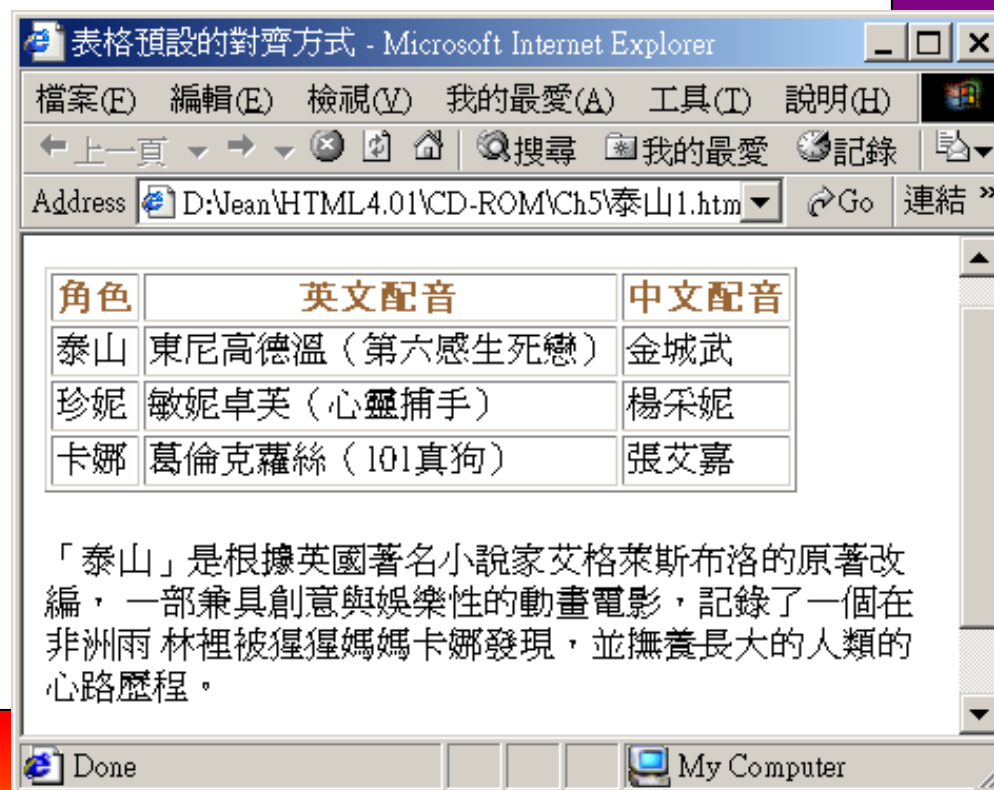 表格預設的對齊方式 - Microsoft Internet Explorer
檔案(F) 編輯(E) 檢視(V) 我的最愛(A) 工具(T) 說明(H)
上一頁 搜尋 我的最愛 記錄
Address D:\Jean\HTML4.01\CD-ROM\Ch5\泰山1.htm Go 連結 »
角色 英文配音 中文配音
泰山 東尼高德溫（第六感生死戀） 金城武
珍妮 敏妮卓芙（心靈捕手） 楊采妮
卡娜 葛倫克蘿絲（101真狗） 張艾嘉
「泰山」是根據英國著名小說家艾格萊斯布洛的原著改
編， 一部兼具創意與娛樂性的動畫電影，記錄了一個在
非洲雨 林裡被猩猩媽媽卡娜發現，並撫養長大的人類的
心路歷程。
Done My Computer